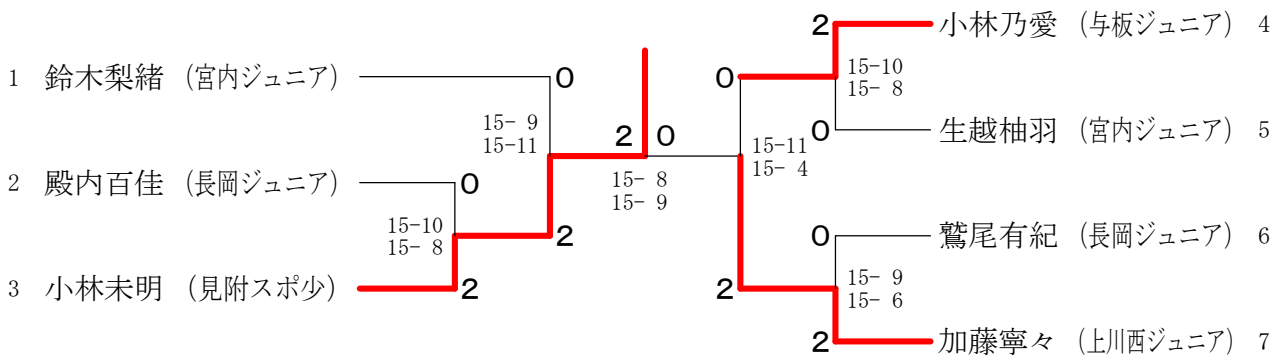 1 鈴木梨緒 (宮内ジュニア)
0
15- 9
15-11
2 殿内百佳 (長岡ジュニア)
0
15-10
15- 8
2
3 小林未明 (見附スポ少)
2
2 0
15- 8
15- 9
2 小林乃愛 (与板ジュニア) 4
0
15-10
15- 8
0 生越柚羽 (宮内ジュニア) 5
15-11
15- 4
0 鷲尾有紀 (長岡ジュニア) 6
2
15- 9
15- 6
2 加藤寧々 (上川西ジュニア) 7